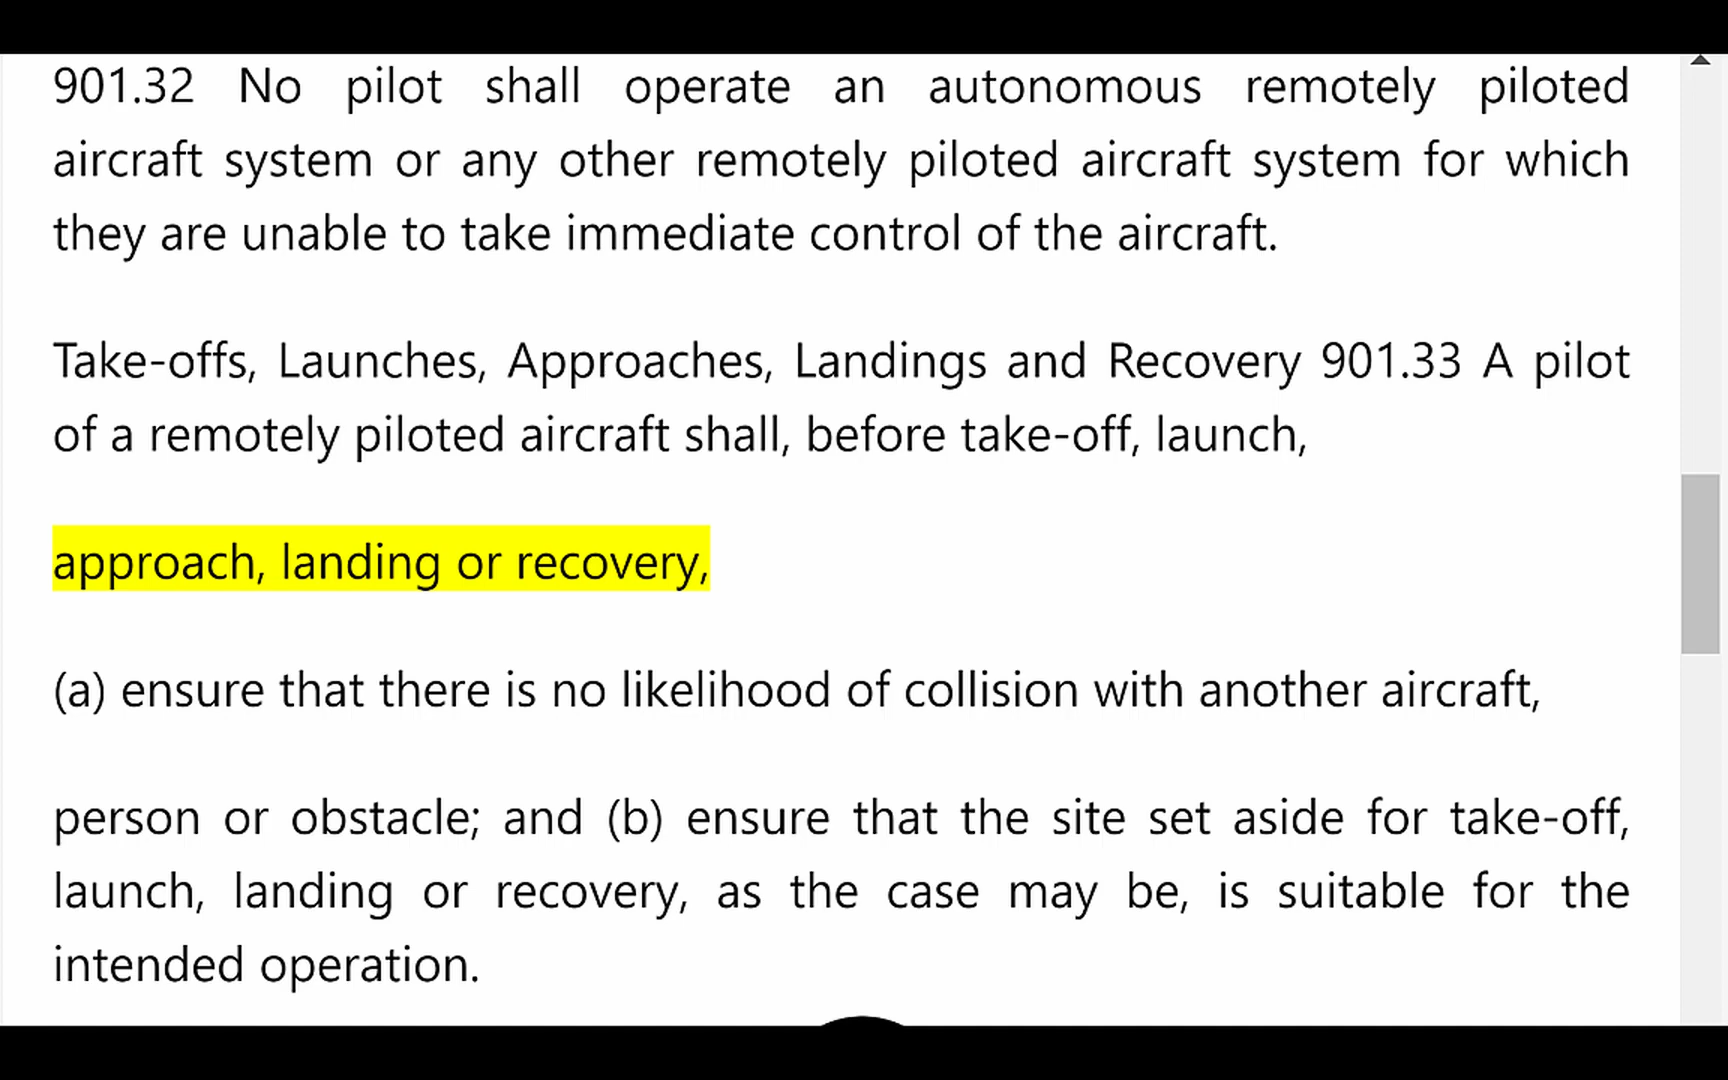 901.32 No pilot shall operate an autonomous remotely piloted
aircraft system or any other remotely piloted aircraft system for which
they are unable to take immediate control of the aircraft.
Take-offs, Launches, Approaches, Landings and Recovery 901.33 A pilot
of a remotely piloted aircraft shall, before take-off, launch,
approach, landing or recovery,
(a) ensure that there is no likelihood of collision with another aircraft,
person or obstacle; and (b) ensure that the site set aside for take-off,
launch, landing or recovery, as the case may be, is suitable for the
intended operation.